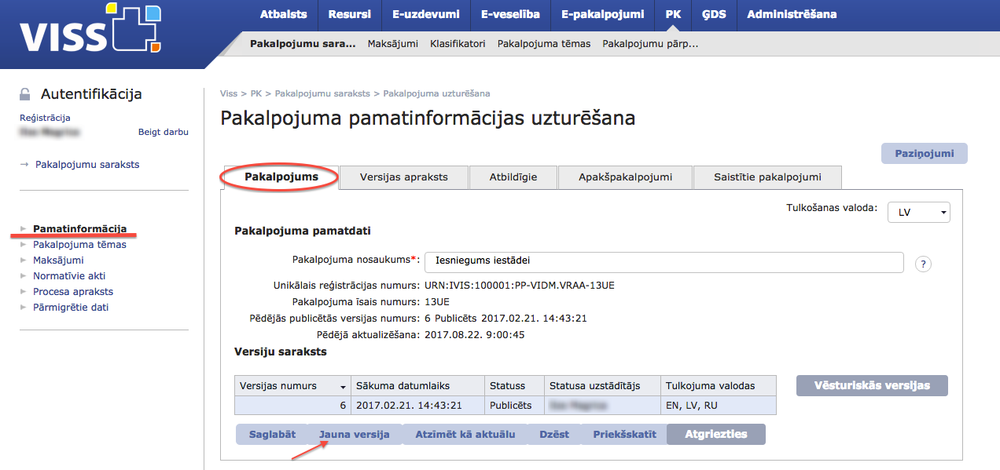 VISS
Atbalsts Resursi E-uzdevumi E-veselība E-pakalpojumi PK ĢDS Administrēšana
Pakalpojumu sara... Maksājumi Klasifikatori Pakalpojuma tēmas Pakalpojumu pārp...
Autentifikācija
Reģistrācija
Beigt darbu
→ Pakalpojumu saraksts
Pamatinformācija
Pakalpojuma tēmas
Maksājumi
Normatīvie akti
Procesa apraksts
Pārmigrētie dati
Viss > PK > Pakalpojumu saraksts > Pakalpojuma uzturēšana
Pakalpojuma pamatinformācijas uzturēšana
Paziņojumi
Pakalpojums Versijas apraksts Atbildīgie Apakšpakalpojumi Saistītie pakalpojumi
Tulkošanas valoda: LV
Pakalpojuma pamatdati
Pakalpojuma nosaukums*: Iesniegums iestādei ?
Unikālais reģistrācijas numurs: URN:IVIS:100001:PP-VIDM.VRAA-13UE
Pakalpojuma īsais numurs: 13UE
Pēdējās publicētās versijas numurs: 6 Publicēts 2017.02.21. 14:43:21
Pēdējā aktualizēšana: 2017.08.22. 9:00:45
Versiju saraksts
Versijas numurs Sākuma datumlaiks Statuss Statusa uzstādītājs Tulkojuma valodas
6 2017.02.21. 14:43:21 Publicēts EN, LV, RU
Vēsturiskās versijas
Saglabāt Jauna versija Atzīmēt kā aktuālu Dzēst Priekšskatīt Atgriezties